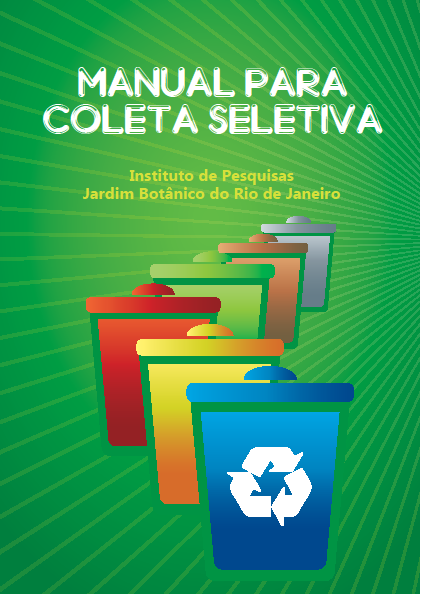 MANUAL PARA
COLETA SELETIVA
Instituto de Pesquisas
Jardim Botânico do Rio de Janeiro